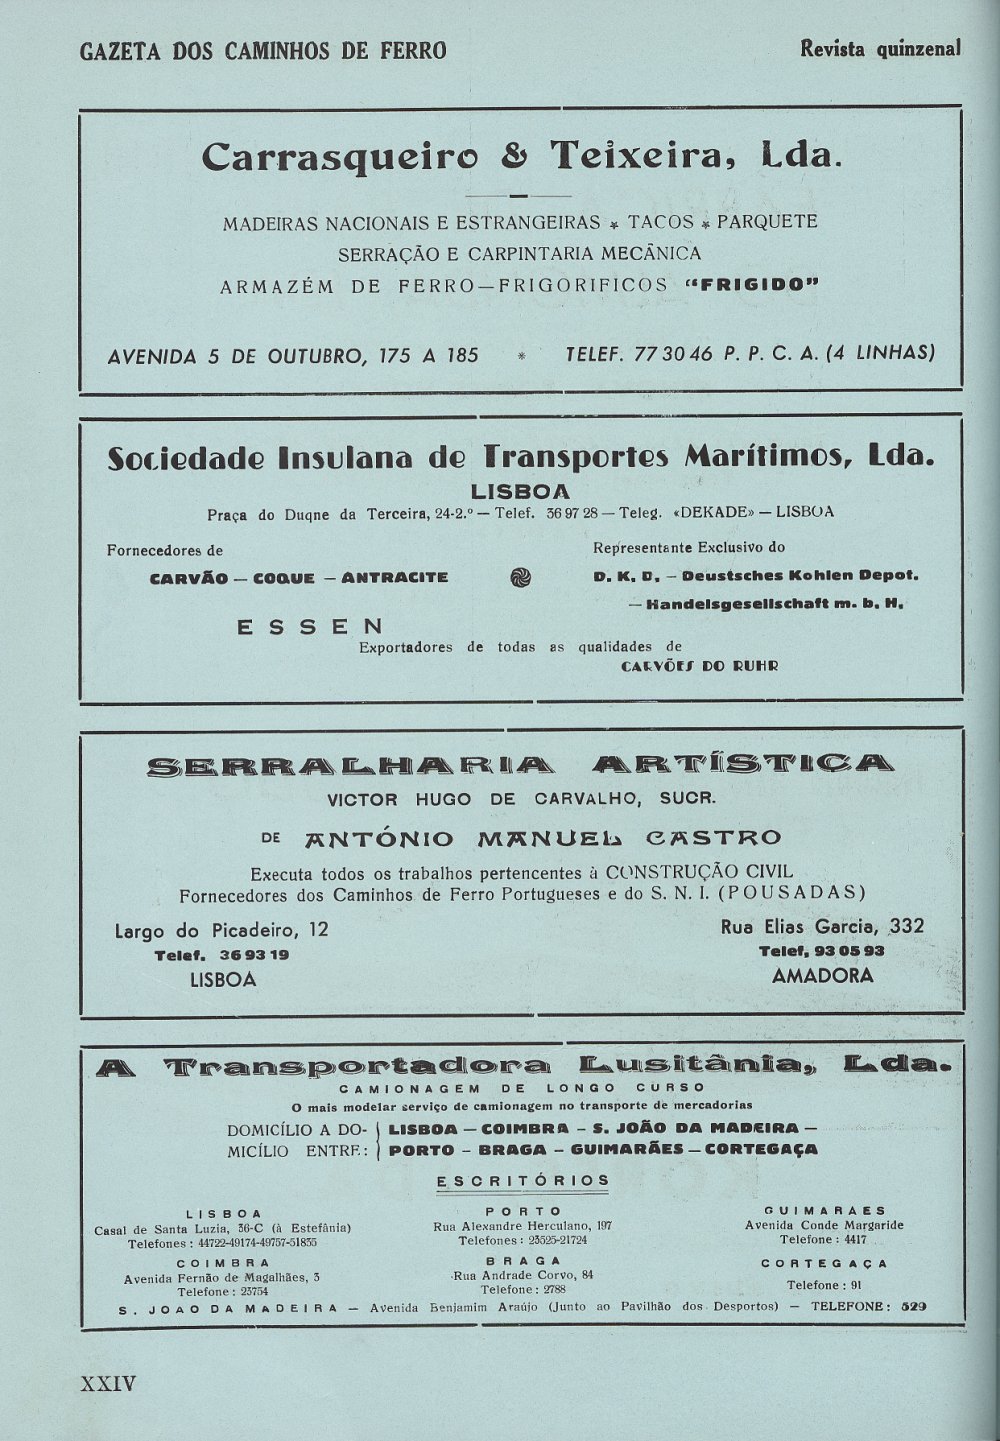 GAZETA DOS CAMINHOS DE FERRO
Revista quinzenal
Carrasqueiro & Teixeira, Lda.
MADEIRAS NACIONAIS E ESTRANGEIRAS * TACOS * PARQUETE
SERRAÇÃO E CARPINTARIA MECÂNICA
ARMAZÉM DE FERRO—FRIGORIFICOS “FRIGIDO”
AVENIDA 5 DE OUTUBRO, 175 A 185 * TELEF. 77 30 46 P. P. C. A. (4 LINHAS)
Sociedade Insulana de Transportes Marítimos, Lda.
LISBOA
Praça do Duqne da Terceira, 24-2.º — Telef. 36 97 28 — Teleg. «DEKADE» — LISBOA
Fornecedores de
CARVÃO — COQUE — ANTRACITE
Representante Exclusivo do
D. K. D. — Deustsches Kohlen Depot.
— Handelsgesellschaft m. b. H.
ESSEN
Exportadores de todas as qualidades de
CARVÕES DO RUHR
SERRALHARIA ARTÍSTICA
VICTOR HUGO DE CARVALHO, SUCR.
DE ANTÓNIO MANUEL CASTRO
Executa todos os trabalhos pertencentes à CONSTRUÇÃO CIVIL
Fornecedores dos Caminhos de Ferro Portugueses e do S. N. I. (POUSADAS)
Largo do Picadeiro, 12
Telef. 36 93 19
LISBOA
Rua Elias Garcia, 332
Telef, 93 05 93
AMADORA
A Transportadora Lusitânia, Lda.
CAMIONAGEM DE LONGO CURSO
O mais modelar serviço de camionagem no transporte de mercadorias
DOMICÍLIO A DO- LISBOA — COIMBRA — S. JOÃO DA MADEIRA —
MICÍLIO ENTRE: PORTO — BRAGA — GUIMARÃES — CORTEGAÇA
ESCRITÓRIOS
LISBOA
Casal de Santa Luzia, 36-C (à Estefânia)
Telefones: 44722-49174-49757-51835
PORTO
Rua Alexandre Herculano, 197
Telefones: 23525-21724
GUIMARAES
Avenida Conde Margaride
Telefone: 4417
COIMBRA
Avenida Fernão de Magalhães, 3
Telefone: 23754
BRAGA
Rua Andrade Corvo, 84
Telefone: 2788
CORTEGAÇA
Telefone: 91
S. JOAO DA MADEIRA — Avenida Benjamim Araújo (Junto ao Pavilhão dos Desportos) — TELEFONE: 529
XXIV